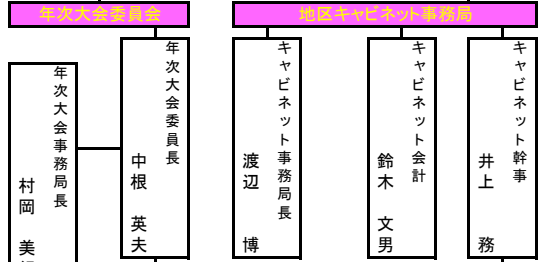 年次大会委員会
地区キャビネット事務局
キャビネット幹事
井上 務
キャビネット会計
鈴木 文男
キャビネット事務局長
渡辺 博
年次大会委員長
中根 英夫
年次大会事務局長
村岡 美